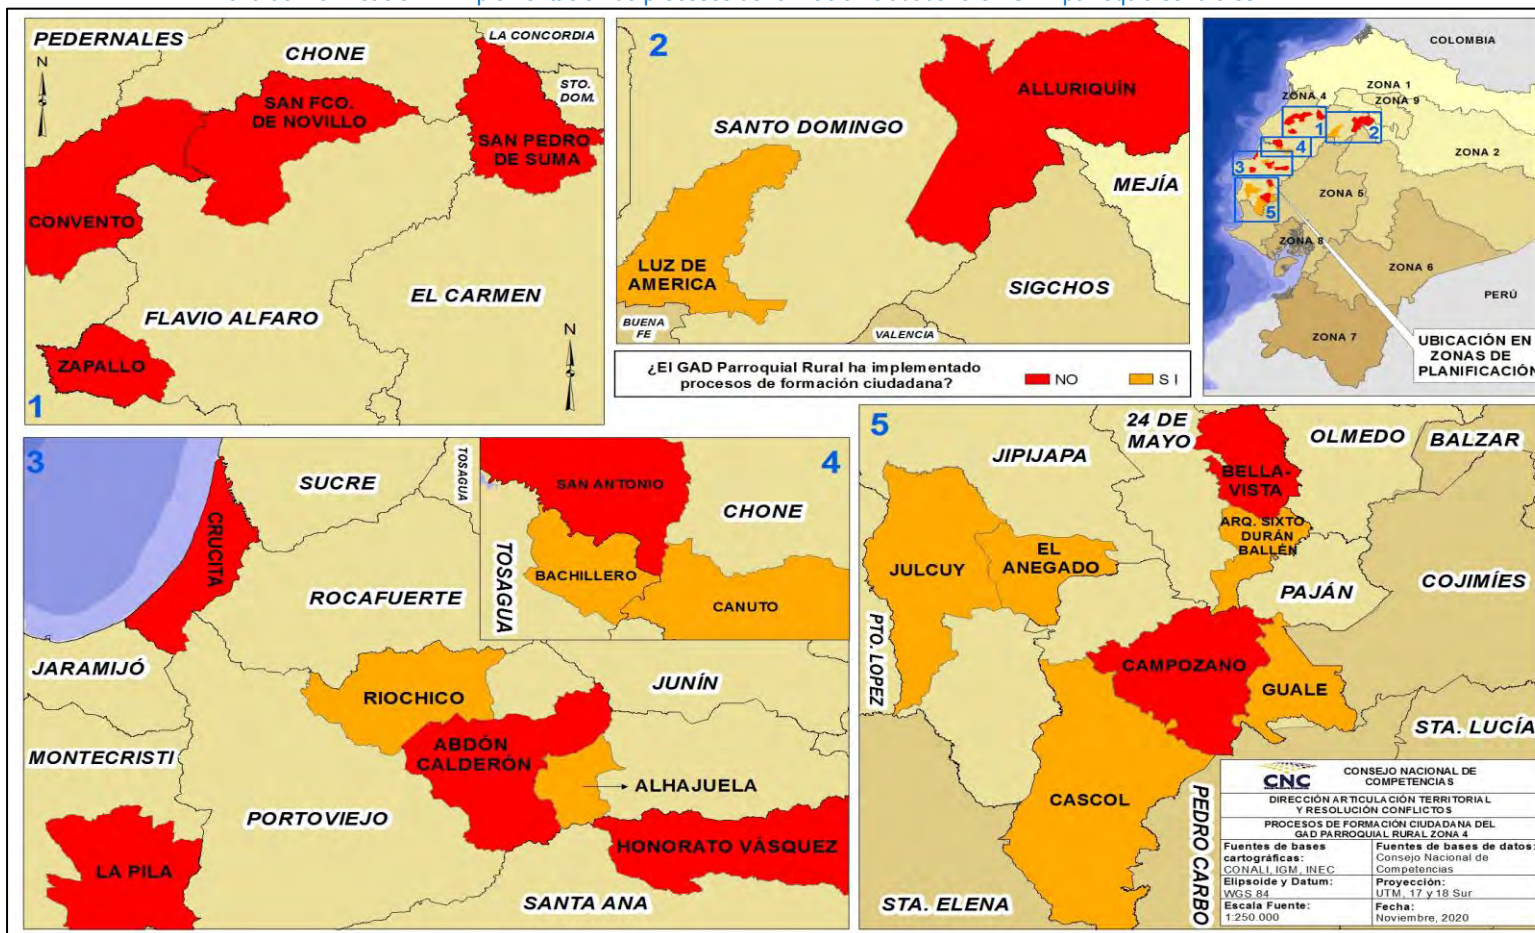 PEDERNALES
CHONE
LA CONCORDIA
N
STO.
DOM.
SAN FCO.
DE NOVILLO
SAN PEDRO
DE SUMA
CONVENTO
EL CARMEN
FLAVIO ALFARO
N
ZAPALLO
1
2
ALLURIQUÍN
SANTO DOMINGO
MEJÍA
LUZ DE
AMERICA
SIGCHOS
BUENA
FE
VALENCIA
¿El GAD Parroquial Rural ha implementado
procesos de formación ciudadana?
NO
SI
COLOMBIA
ZONA 1
ZONA 4
ZONA 9
1
2
4
3
ZONA 2
ZONA 5
5
ZONA 8
ZONA 6
PERÚ
ZONA 7
UBICACIÓN EN
ZONAS DE
PLANIFICACIÓN
3
SUCRE
CRUCITA
ROCAFUERTE
JARAMIJÓ
RIOCHICO
JUNÍN
MONTECRISTI
ABDÓN
CALDERÓN
ALHAJUELA
PORTOVIEJO
HONORATO VÁSQUEZ
LA PILA
SANTA ANA
TOSAGUA
4
SAN ANTONIO
CHONE
TOSAGUA
BACHILLERO
CANUTO
5
24 DE
MAYO
OLMEDO
BALZAR
JIPIJAPA
BELLA-
VISTA
ARQ. SIXTO
DURÁN
BALLÉN
EL
ANEGADO
JULCUY
COJIMÍES
PAJÁN
PTO. LOPEZ
CAMPOZANO
GUALE
STA. LUCÍA
CASCOL
PEDRO CARBO
STA. ELENA
CNC
CONSEJO NACIONAL DE
COMPETENCIAS
DIRECCIÓN ARTICULACIÓN TERRITORIAL
Y RESOLUCIÓN CONFLICTOS
PROCESOS DE FORMACIÓN CIUDADANA DEL
GAD PARROQUIAL RURAL ZONA 4
Fuentes de bases
cartográficas:
CONALI, IGM, INEC
Fuentes de bases de datos:
Consejo Nacional de
Competencias
Elipsoide y Datum:
WGS 84
Proyección:
UTM, 17 y 18 Sur
Escala Fuente:
1:250.000
Fecha:
Noviembre, 2020